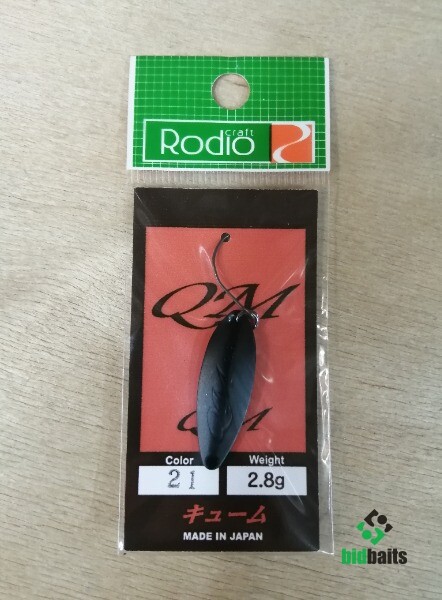 Rodio craft
QM
QM
Color Weight
21 2.8g
キューム
MADE IN JAPAN
bidbaits